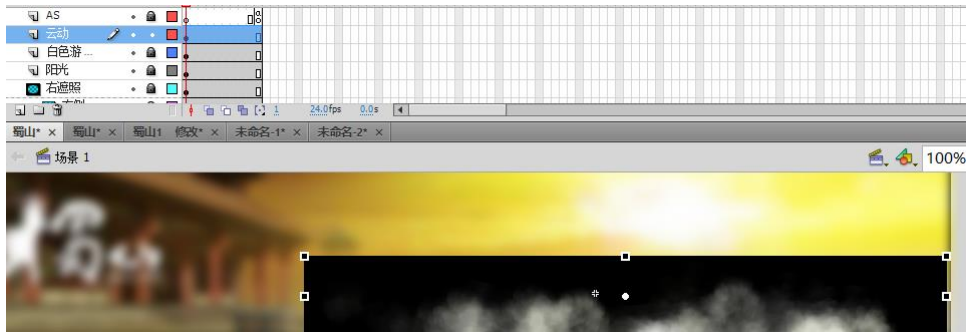 AS
云动
白色游...
阳光
右遮照
1 24.0fps 0.0s
蜀山* × 蜀山* × 蜀山1 修改* × 未命名-1* × 未命名-2* ×
场景 1 100%